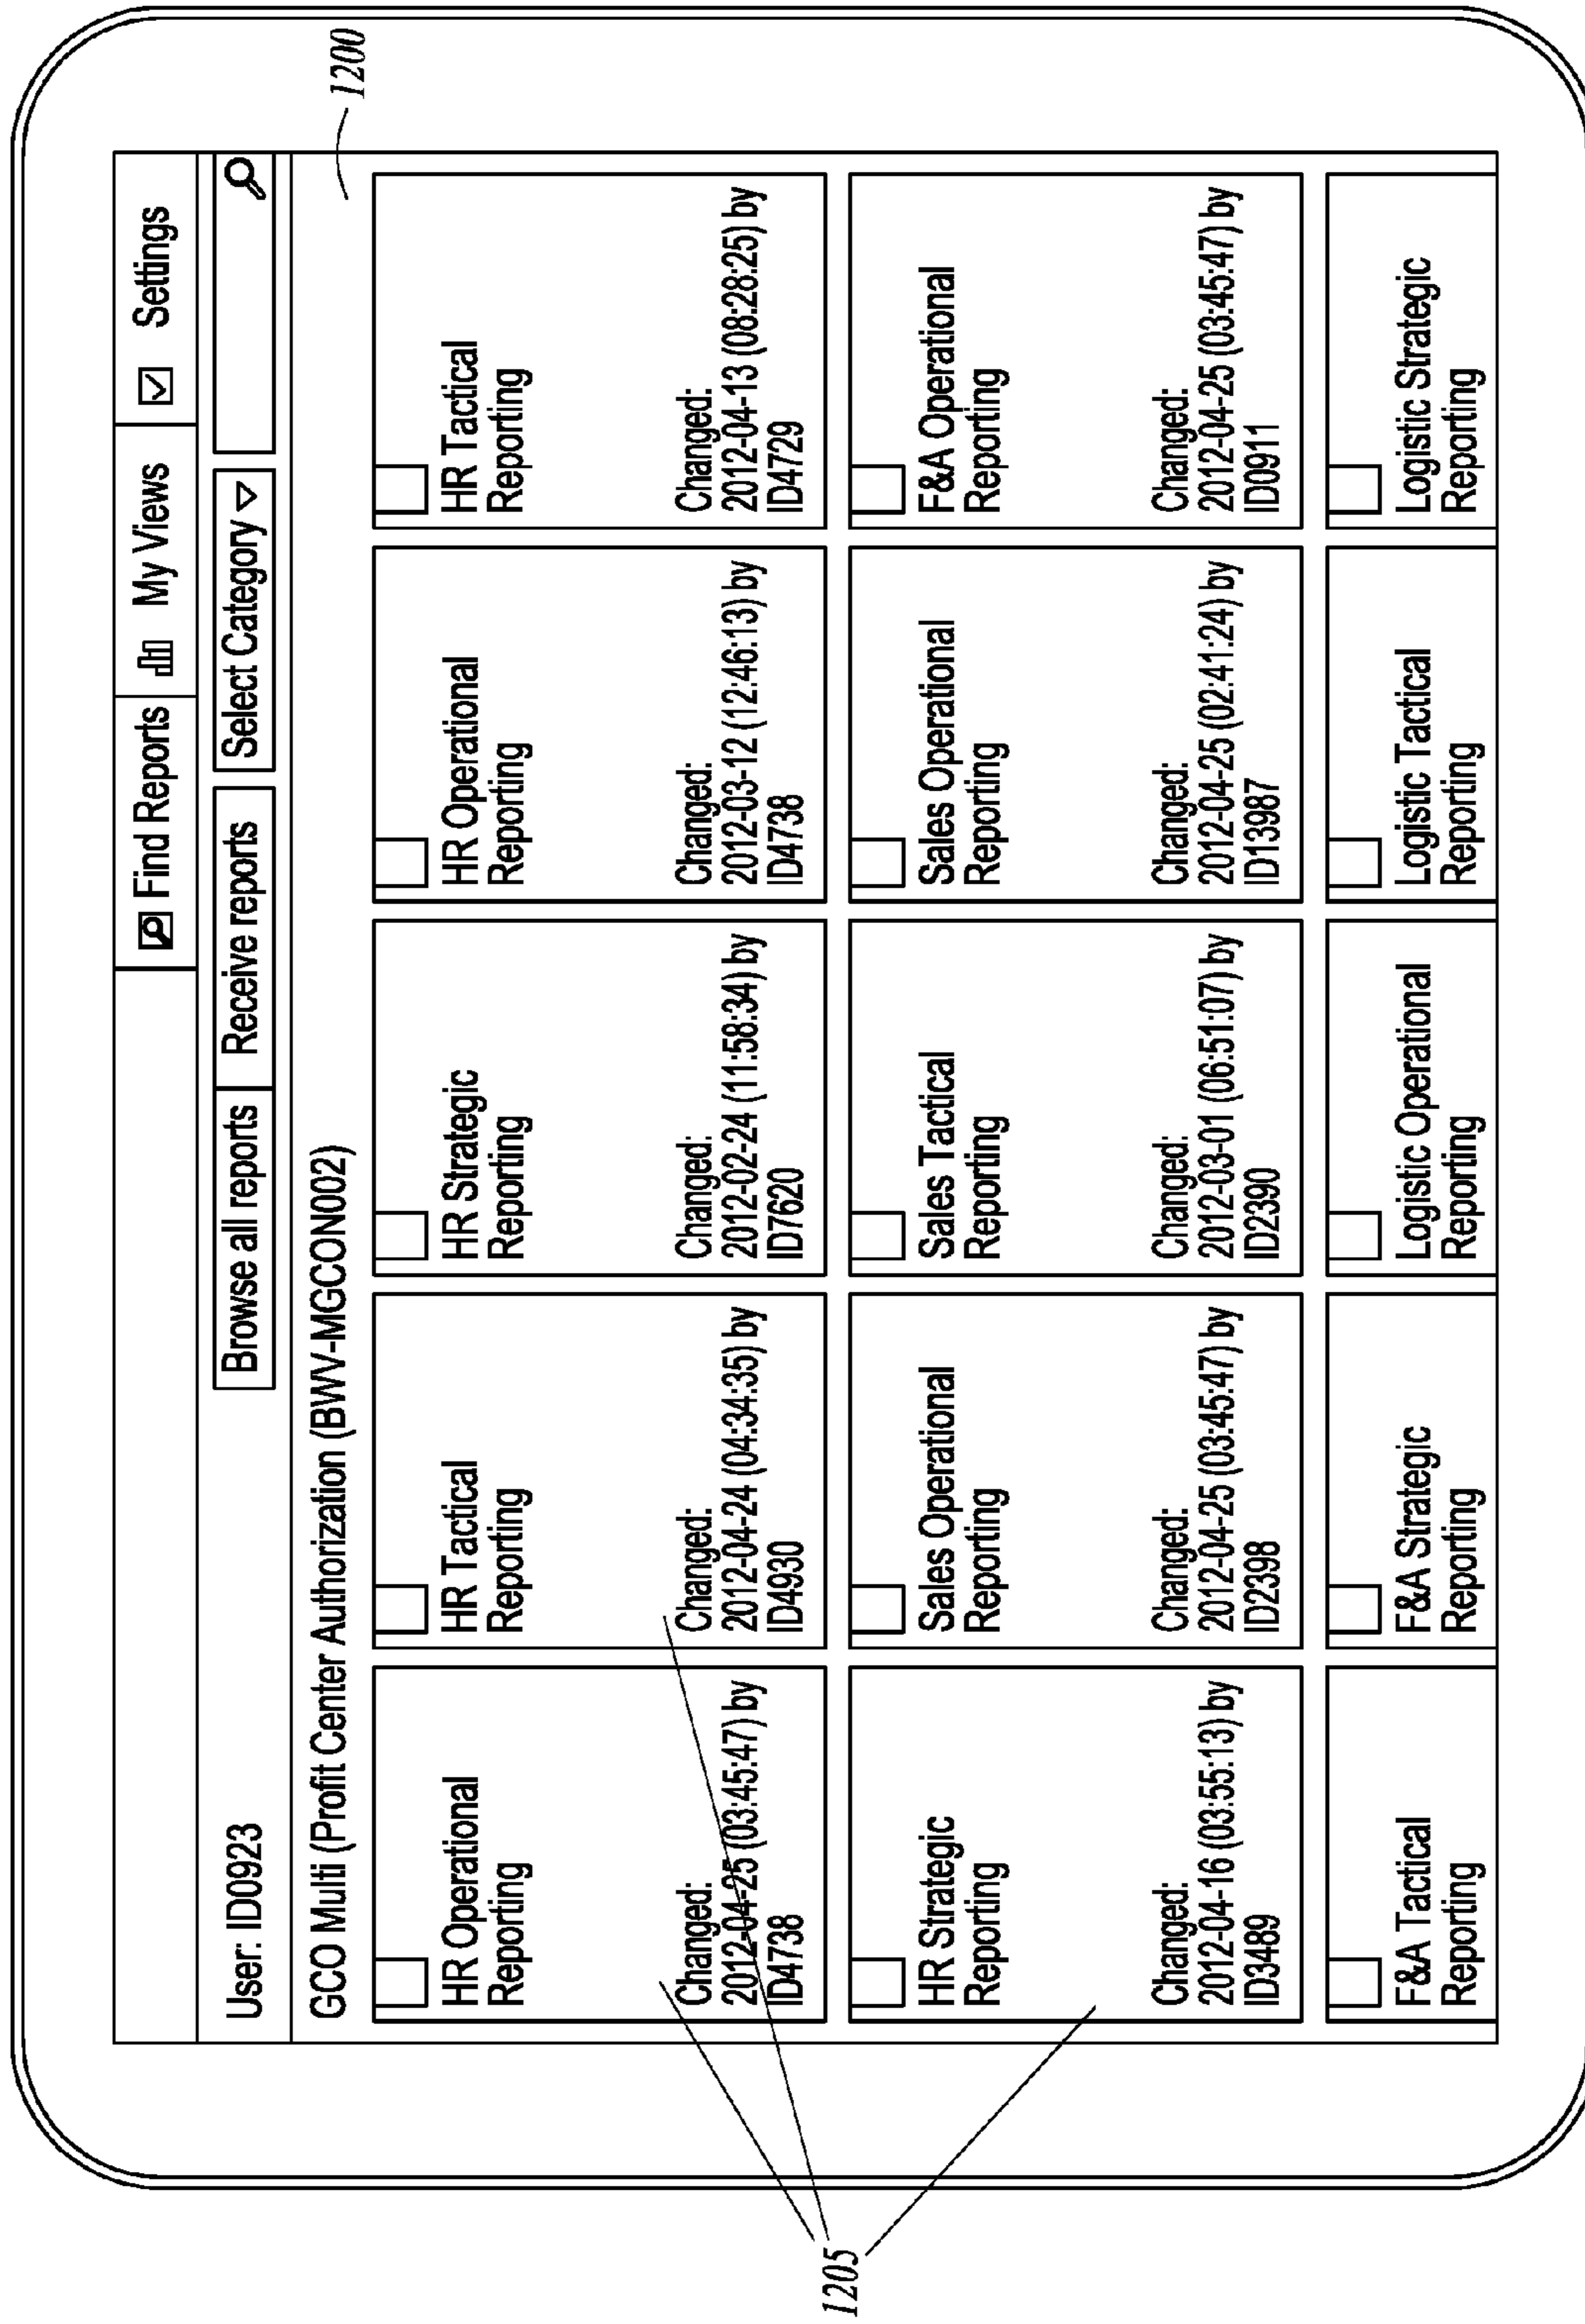 1200
Find Reports
My Views
Settings
User: ID0923
Browse all reports
Receive reports
Select Category
GCO Multi (Profit Center Authorization (BWV-MGCON002)
HR Operational
Reporting
Changed:
2012-04-25 (03:45:47) by
ID4738
HR Tactical
Reporting
Changed:
2012-04-24 (04:34:35) by
ID4930
HR Strategic
Reporting
Changed:
2012-02-24 (11:58:34) by
ID7620
HR Operational
Reporting
Changed:
2012-03-12 (12:46:13) by
ID4738
HR Tactical
Reporting
Changed:
2012-04-13 (08:28:25) by
ID4729
HR Strategic
Reporting
Changed:
2012-04-16 (03:55:13) by
ID3489
Sales Operational
Reporting
Changed:
2012-04-25 (03:45:47) by
ID2398
Sales Tactical
Reporting
Changed:
2012-03-01 (06:51:07) by
ID2390
Sales Operational
Reporting
Changed:
2012-04-25 (02:41:24) by
ID13987
F&A Operational
Reporting
Changed:
2012-04-25 (03:45:47) by
ID0911
F&A Tactical
Reporting
F&A Strategic
Reporting
Logistic Operational
Reporting
Logistic Tactical
Reporting
Logistic Strategic
Reporting
1205